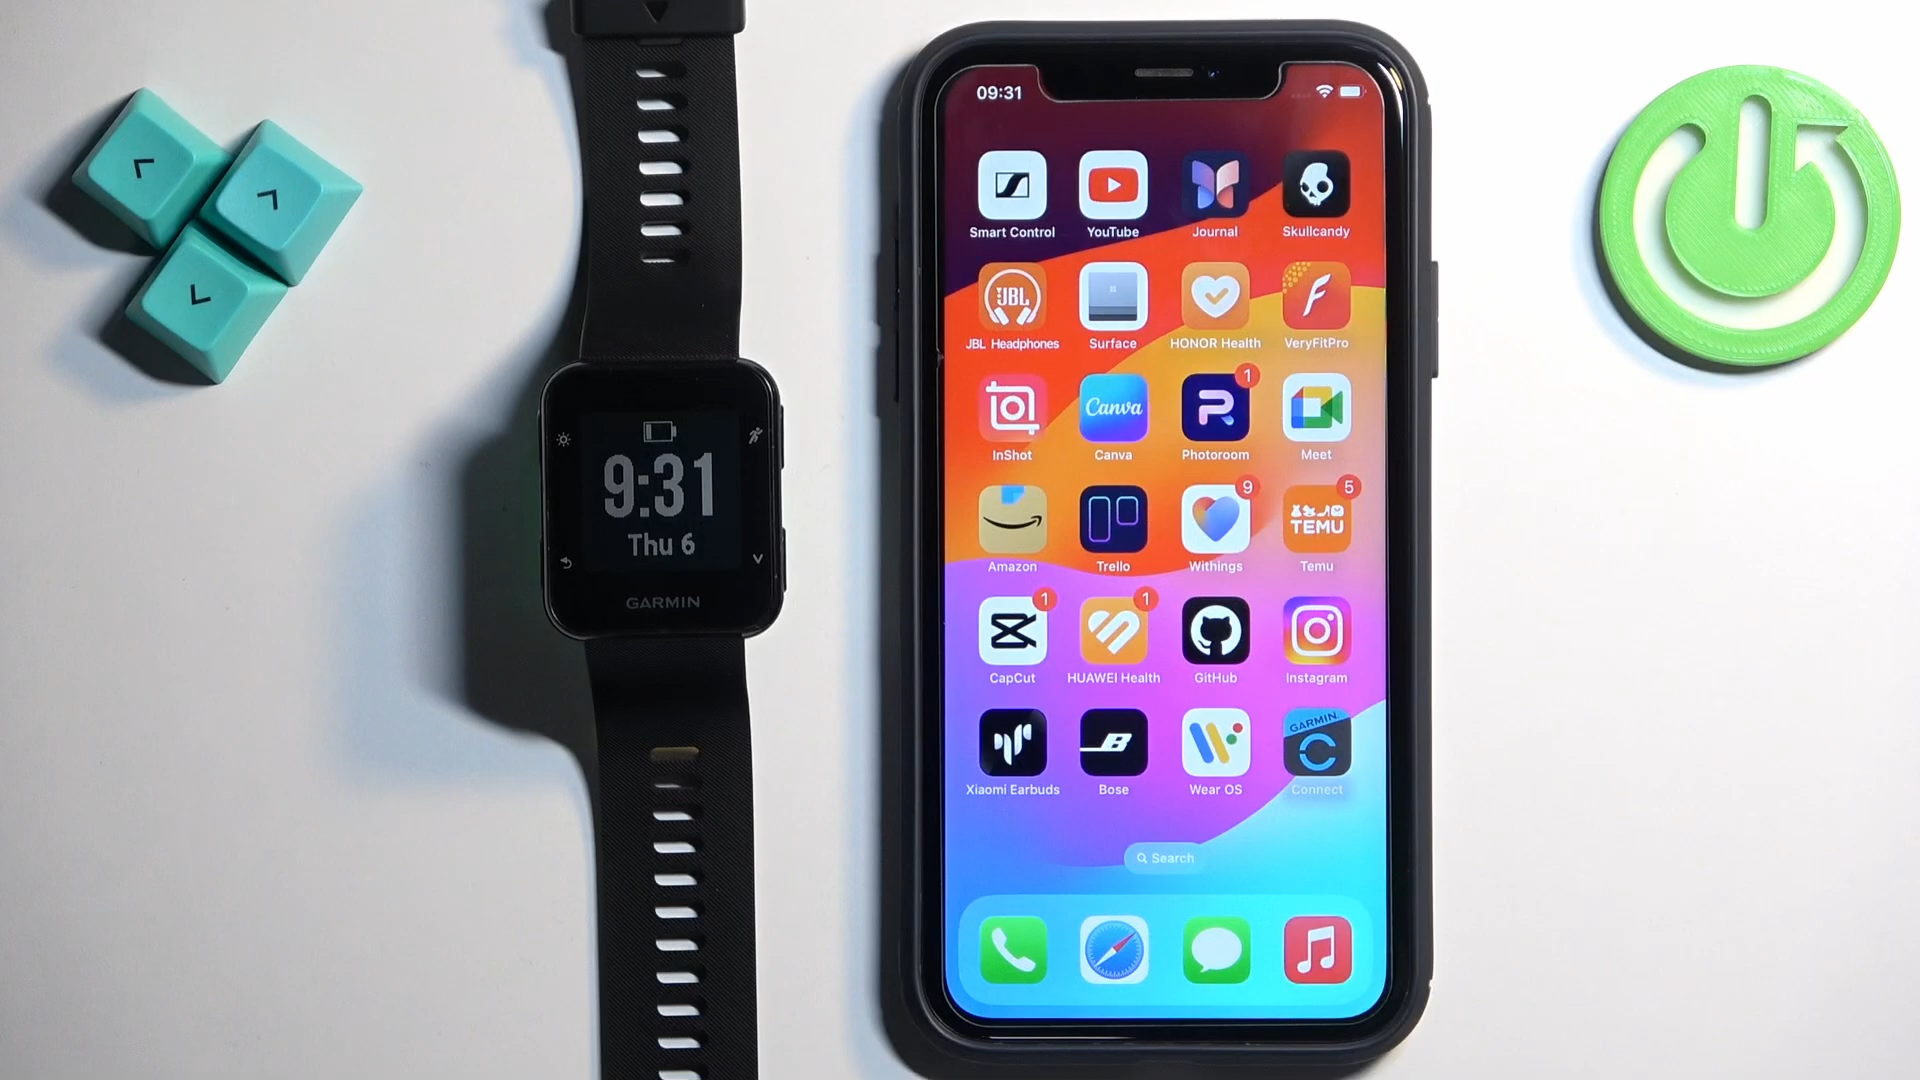 9:31
Thu 6
GARMIN
09:31
Smart Control
YouTube
Journal
Skullcandy
JBL
JBL Headphones
Surface
HONOR Health
VeryFitPro
InShot
Canva
Canva
1
Photoroom
Meet
Amazon
Trello
9
Withings
5
TEMU
Temu
1
CapCut
1
HUAWEI Health
GitHub
Instagram
Xiaomi Earbuds
B
Bose
Wear OS
GARMIN.
Connect
Search